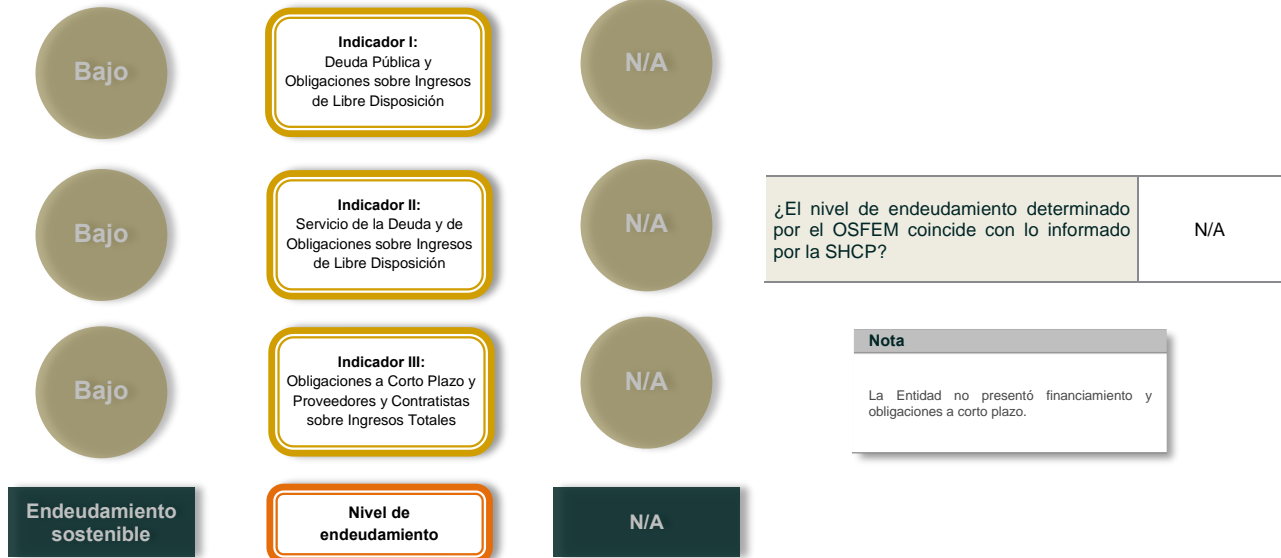 Bajo
Indicador I:
Deuda Pública y
Obligaciones sobre Ingresos
de Libre Disposición
N/A
Bajo
Indicador II:
Servicio de la Deuda y de
Obligaciones sobre Ingresos
de Libre Disposición
N/A
¿El nivel de endeudamiento determinado
por el OSFEM coincide con lo informado
por la SHCP?
N/A
Bajo
Indicador III:
Obligaciones a Corto Plazo y
Proveedores y Contratistas
sobre Ingresos Totales
N/A
Nota
La Entidad no presentó financiamiento y
obligaciones a corto plazo.
Endeudamiento
sostenible
Nivel de
endeudamiento
N/A